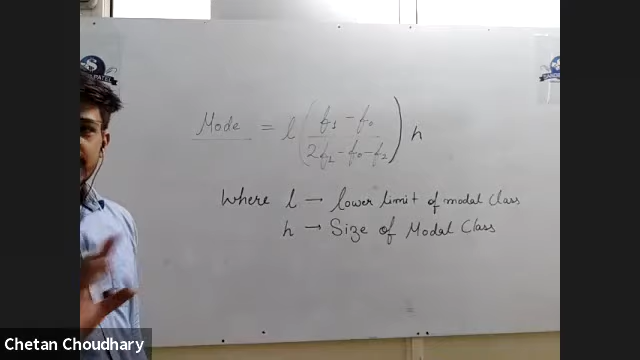 Mode = l ( f₁ - f₀ / 2f₁ - f₀ - f₂ ) h
Where l → lower limit of modal class
h → Size of Modal Class
Chetan Choudhary